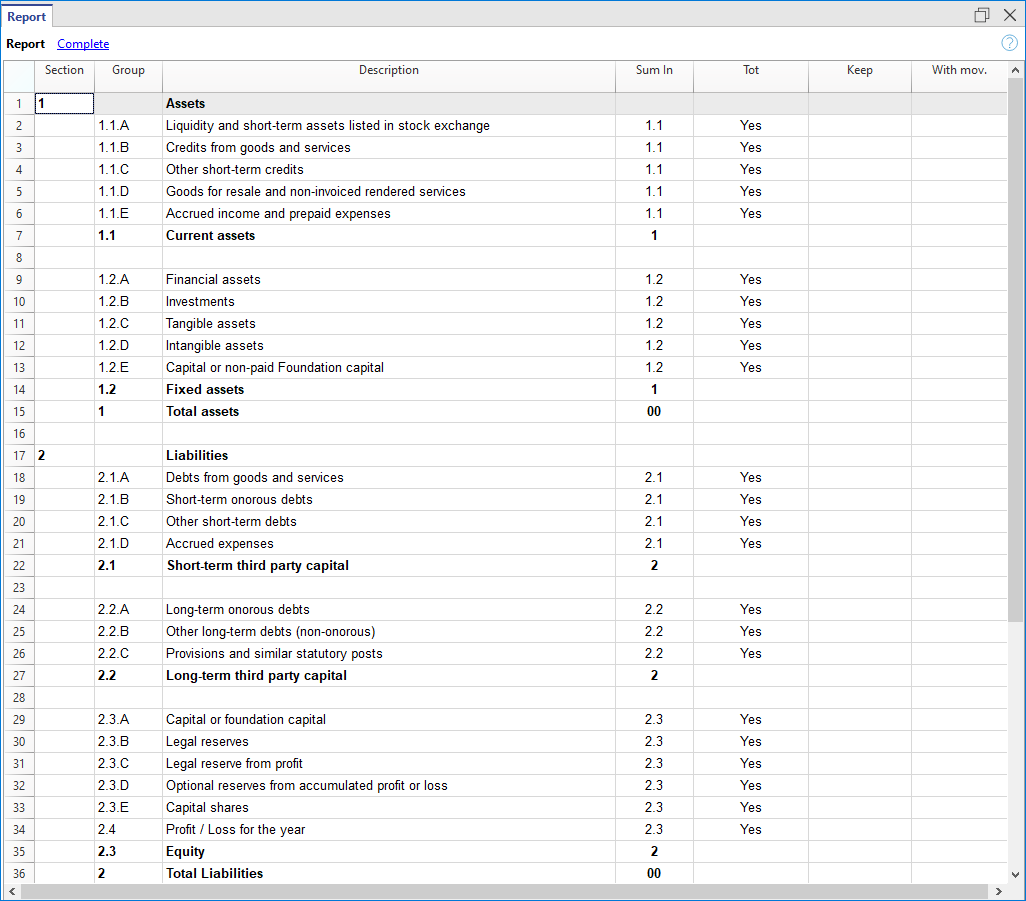 Report
Report Complete ?
Section Group Description Sum In Tot Keep With mov.
1 1 Assets
2 1.1.A Liquidity and short-term assets listed in stock exchange 1.1 Yes
3 1.1.B Credits from goods and services 1.1 Yes
4 1.1.C Other short-term credits 1.1 Yes
5 1.1.D Goods for resale and non-invoiced rendered services 1.1 Yes
6 1.1.E Accrued income and prepaid expenses 1.1 Yes
7 1.1 Current assets 1
8
9 1.2.A Financial assets 1.2 Yes
10 1.2.B Investments 1.2 Yes
11 1.2.C Tangible assets 1.2 Yes
12 1.2.D Intangible assets 1.2 Yes
13 1.2.E Capital or non-paid Foundation capital 1.2 Yes
14 1.2 Fixed assets 1
15 1 Total assets 00
16
17 2 Liabilities
18 2.1.A Debts from goods and services 2.1 Yes
19 2.1.B Short-term onorous debts 2.1 Yes
20 2.1.C Other short-term debts 2.1 Yes
21 2.1.D Accrued expenses 2.1 Yes
22 2.1 Short-term third party capital 2
23
24 2.2.A Long-term onorous debts 2.2 Yes
25 2.2.B Other long-term debts (non-onorous) 2.2 Yes
26 2.2.C Provisions and similar statutory posts 2.2 Yes
27 2.2 Long-term third party capital 2
28
29 2.3.A Capital or foundation capital 2.3 Yes
30 2.3.B Legal reserves 2.3 Yes
31 2.3.C Legal reserve from profit 2.3 Yes
32 2.3.D Optional reserves from accumulated profit or loss 2.3 Yes
33 2.3.E Capital shares 2.3 Yes
34 2.4 Profit / Loss for the year 2.3 Yes
35 2.3 Equity 2
36 2 Total Liabilities 00